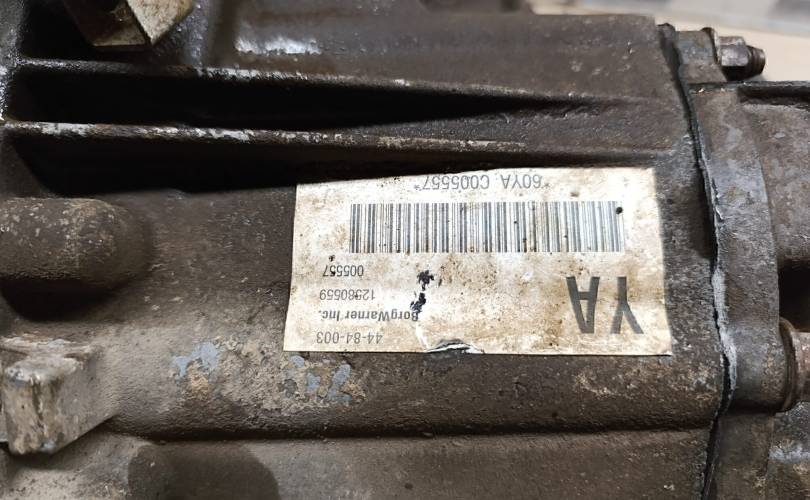 44-84-003
BorgWarner Inc.
12580559
005557
YA
*60YA C005557*